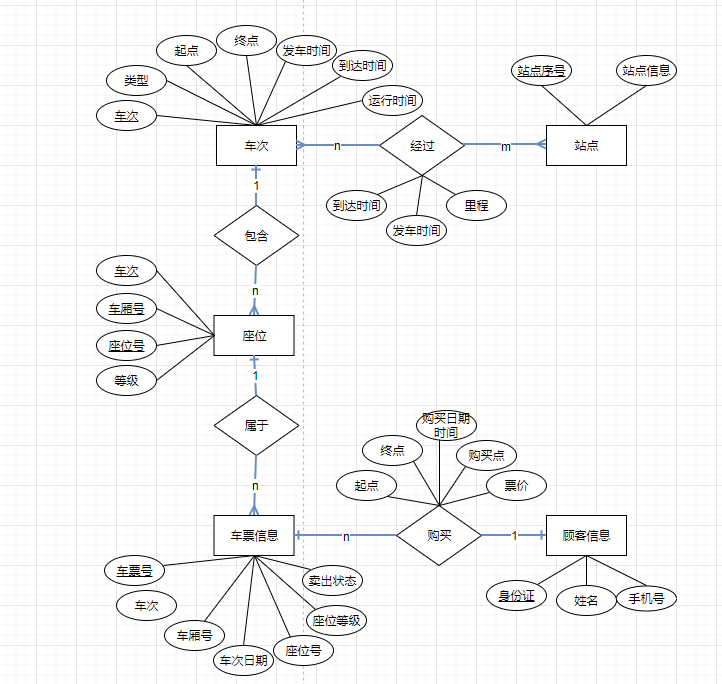 起点
终点
发车时间
到达时间
运行时间
类型
车次
站点序号
站点信息
车次
n
经过
m
站点
到达时间
发车时间
里程
1
包含
n
车次
车厢号
座位号
等级
座位
1
属于
n
购买日期
时间
终点
购买点
起点
票价
车票信息
n
购买
1
顾客信息
车票号
车次
车厢号
车次日期
座位号
座位等级
卖出状态
身份证
姓名
手机号